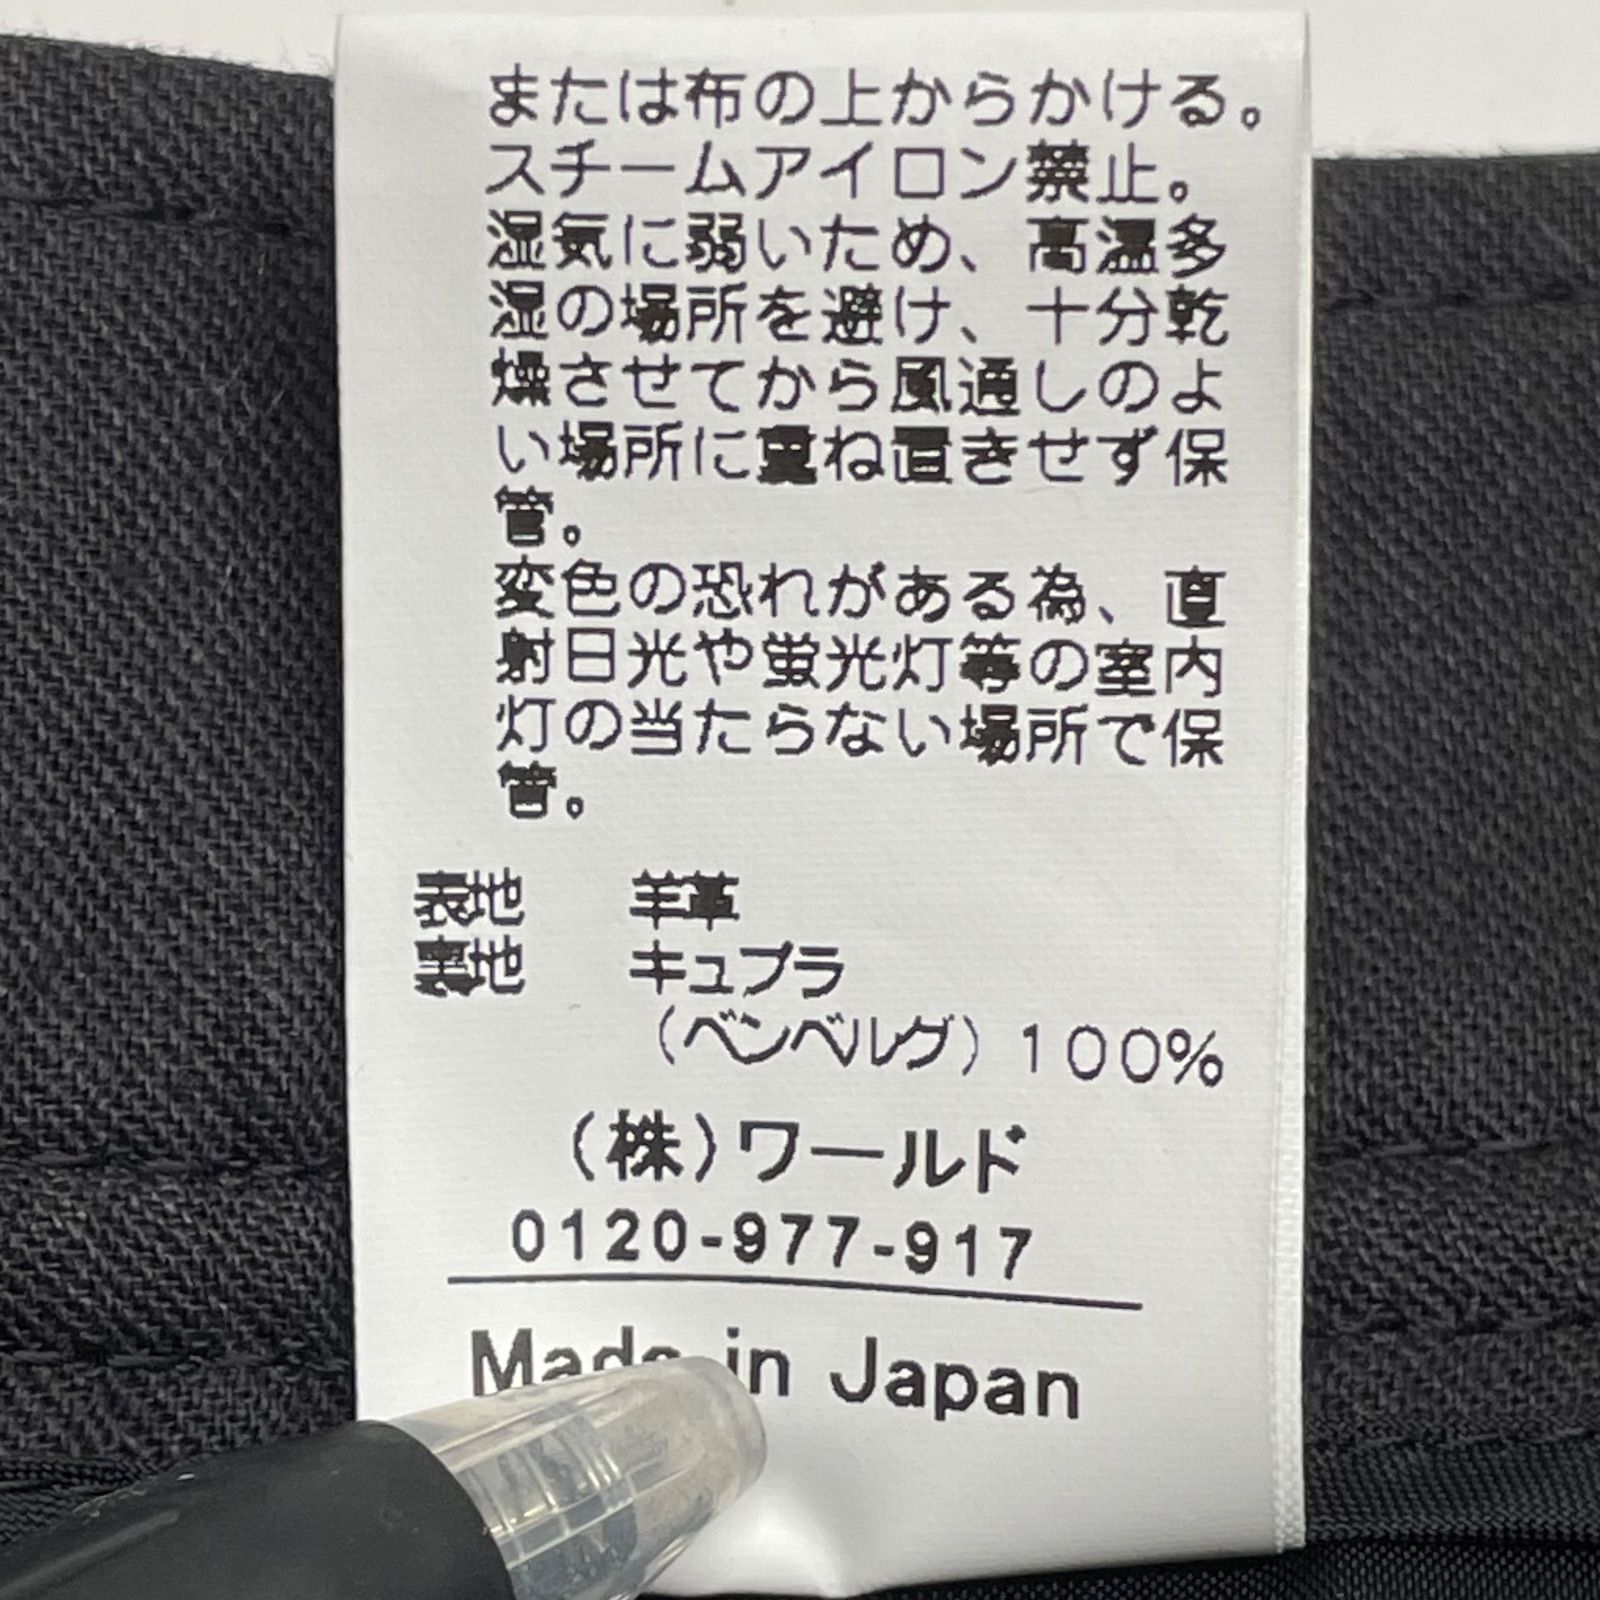 または布の上からかける。
スチームアイロン禁止。
湿気に弱いため、高温多
湿の場所を避け、十分乾
燥させてから風通しのよ
い場所に重ね置きせず保
管。
変色の恐れがある為、直
射日光や蛍光灯等の室内
灯の当たらない場所で保
管。
表地 羊革
裏地 キュプラ
(ベンベルグ) 100%
(株)ワールド
0120-977-917
Made in Japan